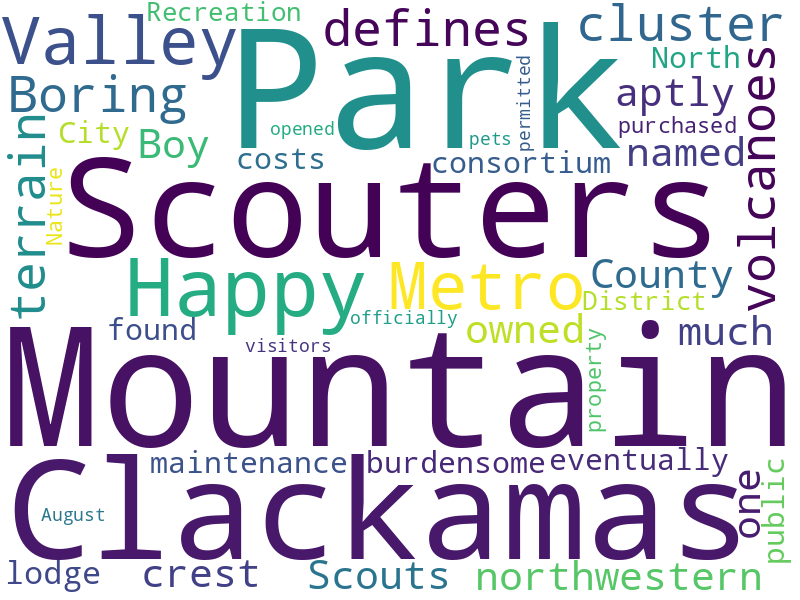 Recreation
Valley
Park
defines
cluster
North
Boring
aptly
volcanoes
permitted
City
Boy
opened
pets
purchased
costs
consortium
named
terrain
Nature
Scouters
Happy
Metro
County
District
officially
found
visitors
owned
much
property
Mountain
maintenance
burdensome
eventually
one
public
Clackamas
August
lodge
crest
Scouts
northwestern